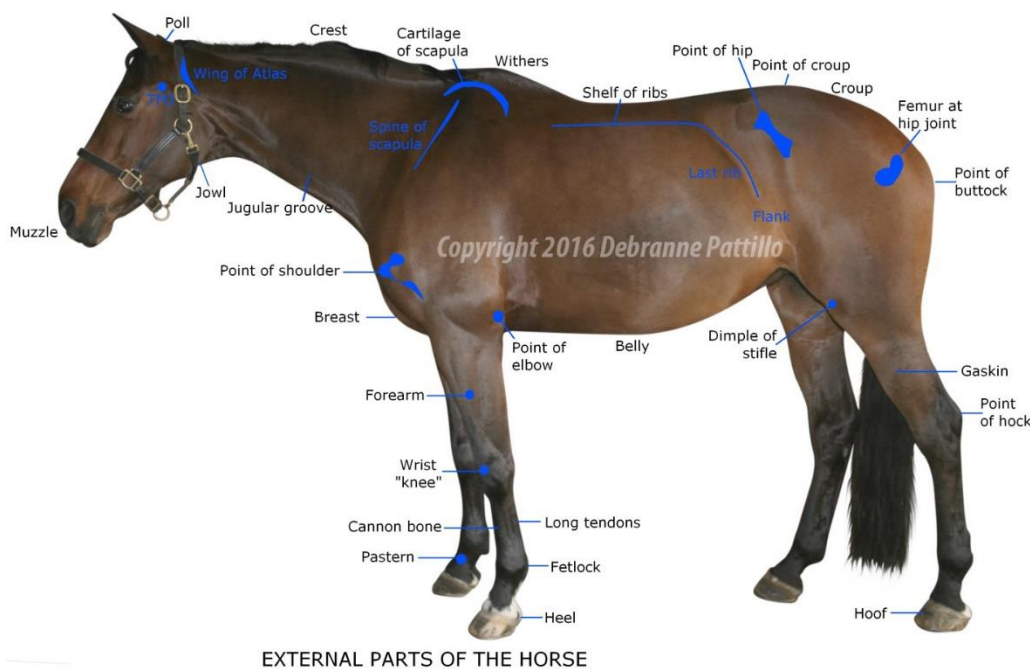 Poll
Crest
Cartilage
of scapula
Withers
Point of hip
Point of croup
Croup
Wing of Atlas
TMJ
Shelf of ribs
Femur at
hip joint
Spine of
scapula
Last rib
Point of
buttock
Jowl
Jugular groove
Flank
Muzzle
Copyright 2016 Debranne Pattillo
Point of shoulder
Breast
Point of
elbow
Belly
Dimple of
stifle
Gaskin
Forearm
Point
of hock
Wrist
"knee"
Cannon bone
Long tendons
Pastern
Fetlock
Heel
Hoof
EXTERNAL PARTS OF THE HORSE